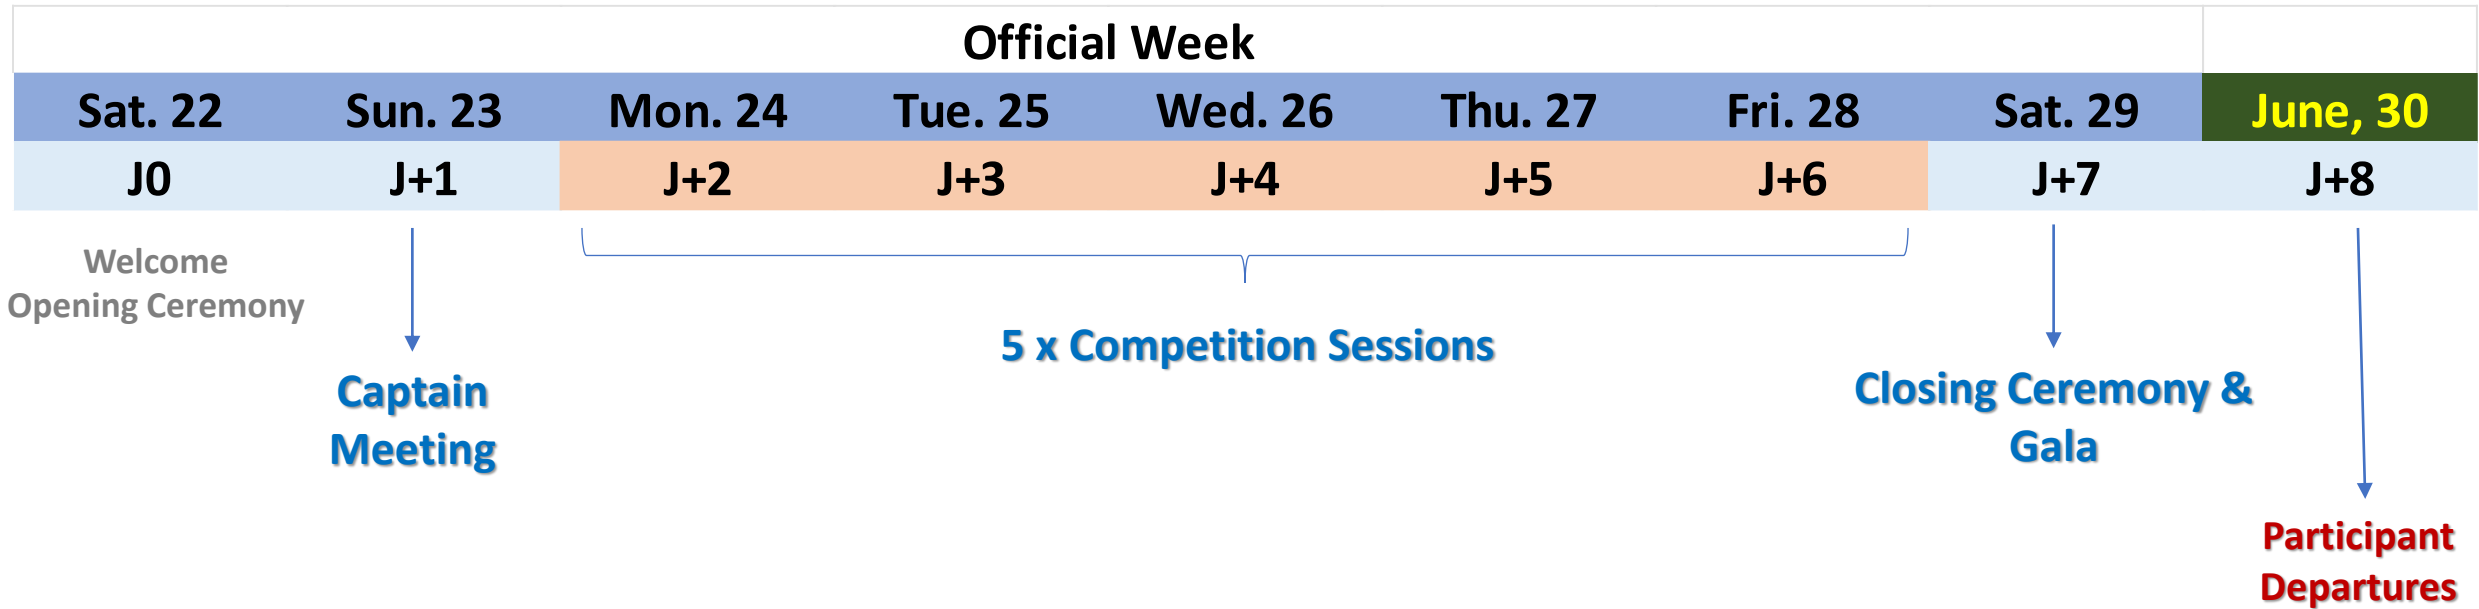 Official Week
Sat. 22 Sun. 23 Mon. 24 Tue. 25 Wed. 26 Thu. 27 Fri. 28 Sat. 29 June, 30
J0 J+1 J+2 J+3 J+4 J+5 J+6 J+7 J+8
Welcome
Opening Ceremony
Captain
Meeting
5 x Competition Sessions
Closing Ceremony &
Gala
Participant
Departures